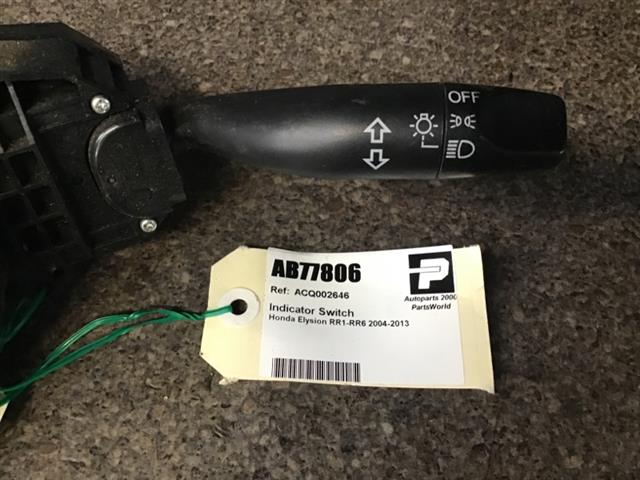 OFF
AB77806
Ref: ACQ002646
Indicator Switch
Honda Elysion RR1-RR6 2004-2013
P
Autoparts 2000
PartsWorld